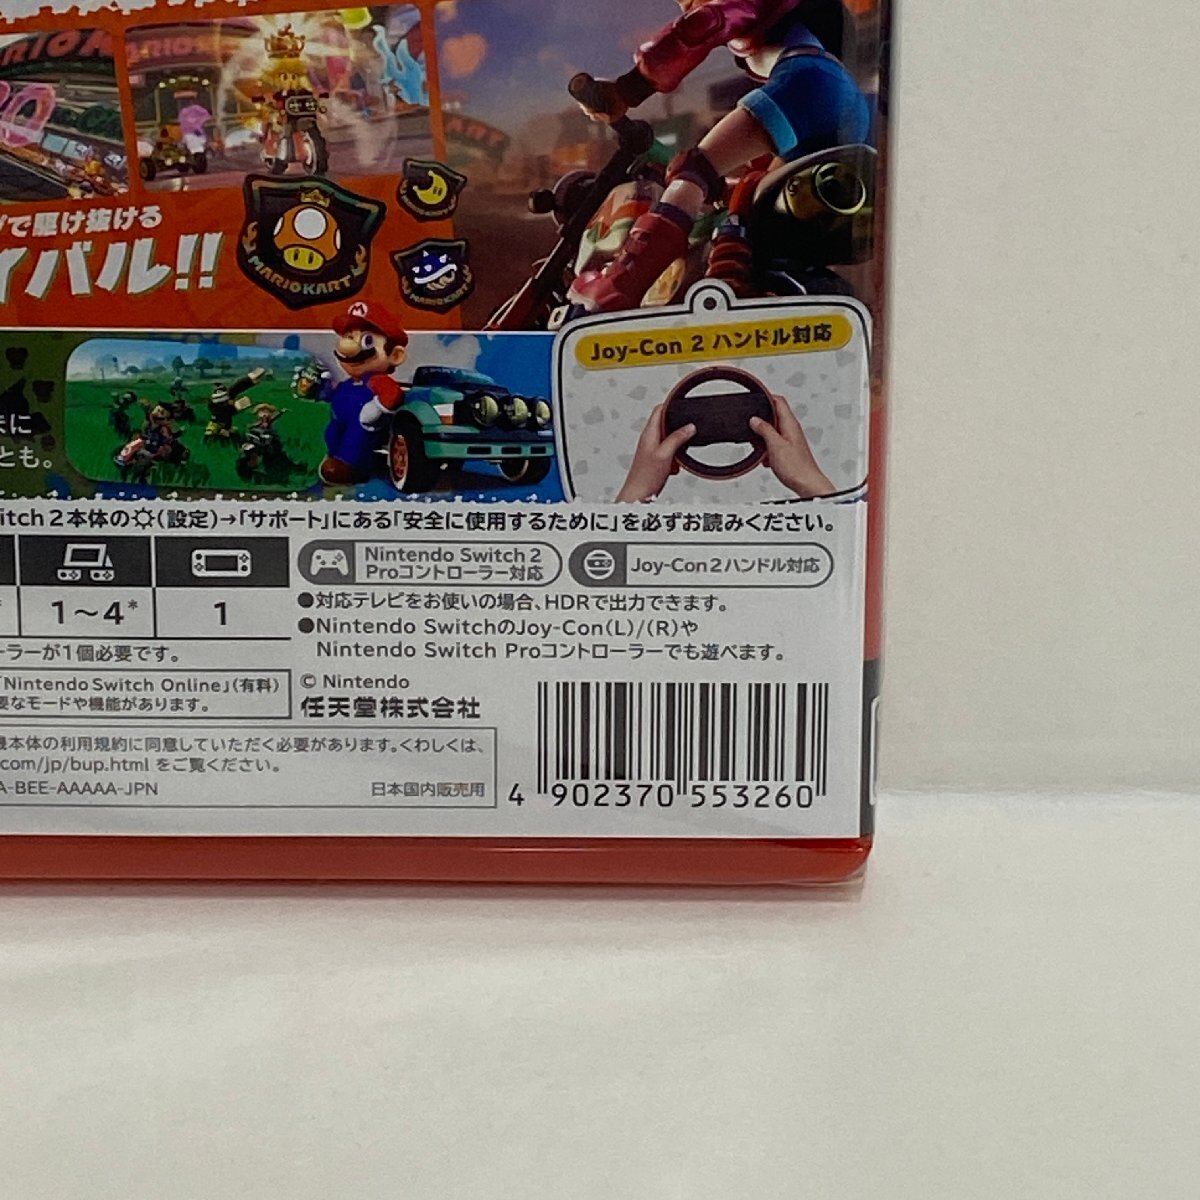 グで駆け抜ける
イバル!!
MARIO KART
MARIO KART
Joy-Con 2 ハンドル対応
まに
とも。
itch 2本体の(設定)→「サポート」にある「安全に使用するために」を必ずお読みください。
Nintendo Switch 2
Proコントローラー対応
Joy-Con 2ハンドル対応
1～4*
1
●対応テレビをお使いの場合、HDRで出力できます。
●Nintendo SwitchのJoy-Con(L)/(R)や
Nintendo Switch Proコントローラーでも遊べます。
ーラーが1個必要です。
「Nintendo Switch Online」(有料)
要なモードや機能があります。
© Nintendo
任天堂株式会社
機本体の利用規約に同意していただく必要があります。くわしくは、
.com/jp/bup.html をご覧ください。
A-BEE-AAAAA-JPN
日本国内販売用
4 902370 553260